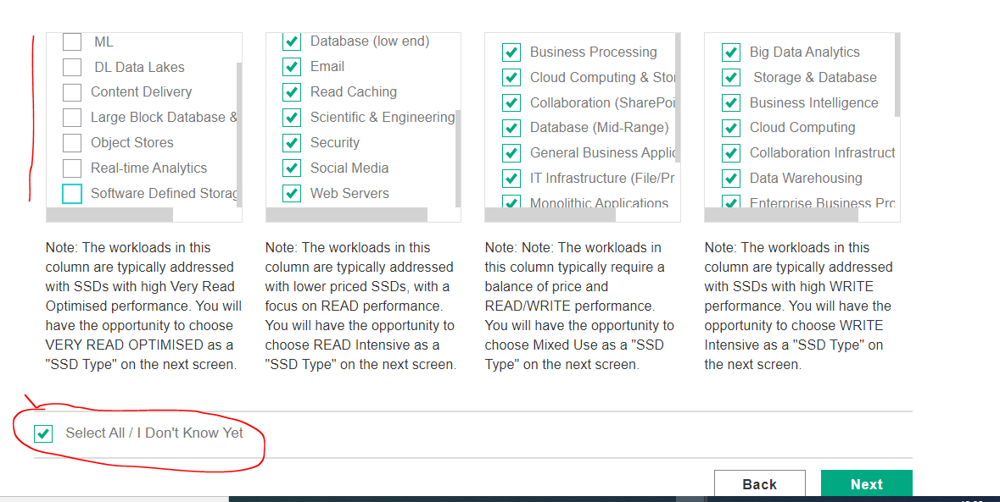 ML
DL Data Lakes
Content Delivery
Large Block Database &
Object Stores
Real-time Analytics
Software Defined Storag
Note: The workloads in this
column are typically addressed
with SSDs with high Very Read
Optimised performance. You will
have the opportunity to choose
VERY READ OPTIMISED as a
"SSD Type" on the next screen.
Database (low end)
Email
Read Caching
Scientific & Engineering
Security
Social Media
Web Servers
Note: The workloads in this
column are typically addressed
with lower priced SSDs, with a
focus on READ performance.
You will have the opportunity to
choose READ Intensive as a
"SSD Type" on the next screen.
Business Processing
Cloud Computing & Stor
Collaboration (SharePoi
Database (Mid-Range)
General Business Applic
IT Infrastructure (File/Pr
Monolithic Applications
Note: Note: The workloads in
this column typically require a
balance of price and
READ/WRITE performance.
You will have the opportunity to
choose Mixed Use as a "SSD
Type" on the next screen.
Big Data Analytics
Storage & Database
Business Intelligence
Cloud Computing
Collaboration Infrastruct
Data Warehousing
Enterprise Business Pro
Note: The workloads in this
column are typically addressed
with SSDs with high WRITE
performance. You will have the
opportunity to choose WRITE
Intensive as a "SSD Type" on
the next screen.
Select All / I Don't Know Yet
Back
Next